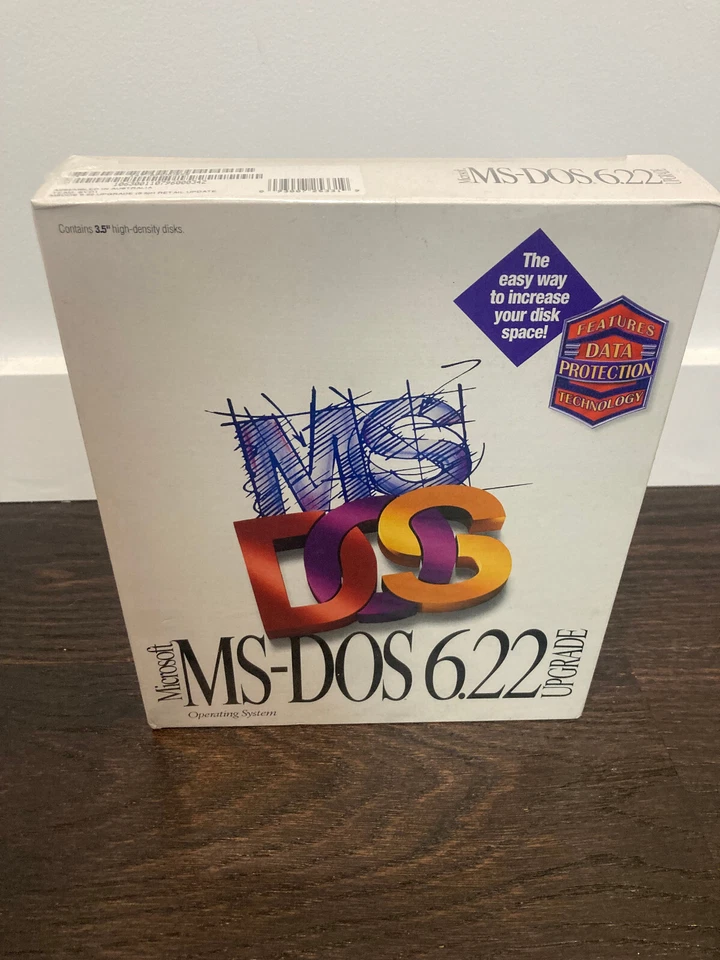 Microsoft MS-DOS 6.22
Contains 3.5" high-density disks.
The
easy way
to increase
your disk
space!
FEATURES
DATA
PROTECTION
TECHNOLOGY
MS
DOS
Microsoft MS-DOS 6.22 UPGRADE
Operating System